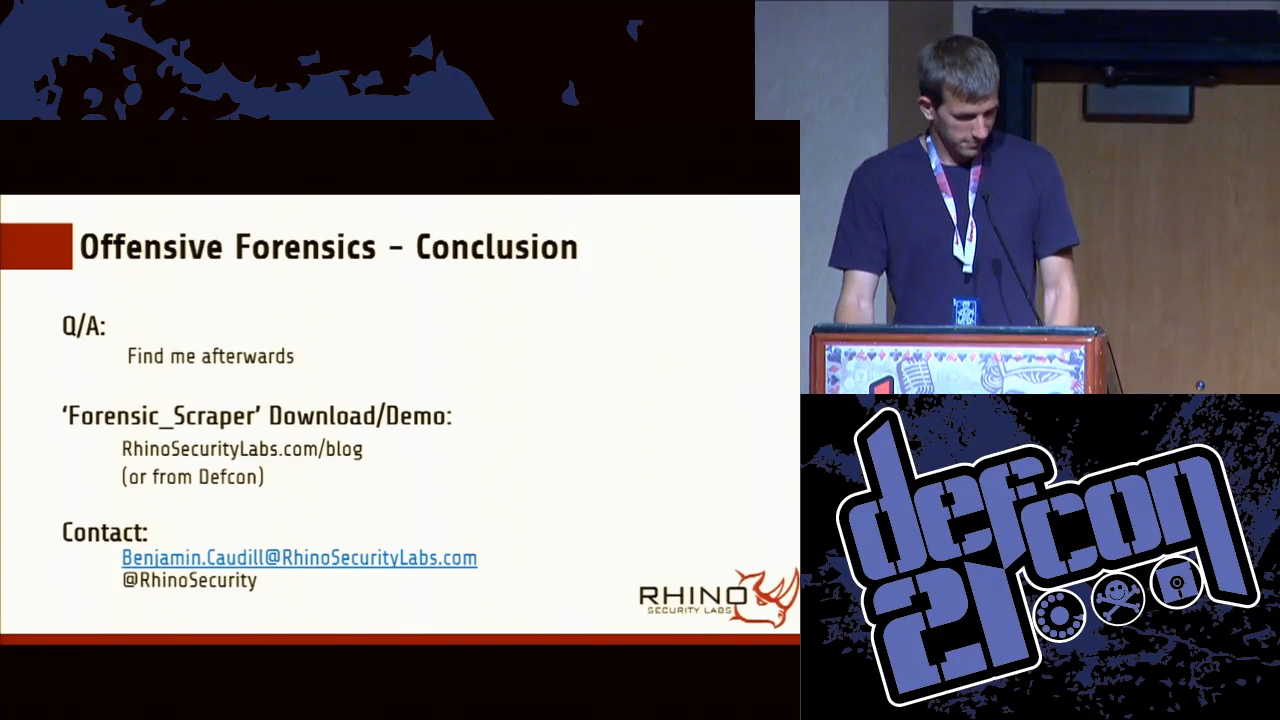 Offensive Forensics - Conclusion
Q/A:
Find me afterwards
‘Forensic_Scraper’ Download/Demo:
RhinoSecurityLabs.com/blog
(or from Defcon)
Contact:
Benjamin.Caudill@RhinoSecurityLabs.com
@RhinoSecurity
RHINO
SECURITY LABS
defcon
21